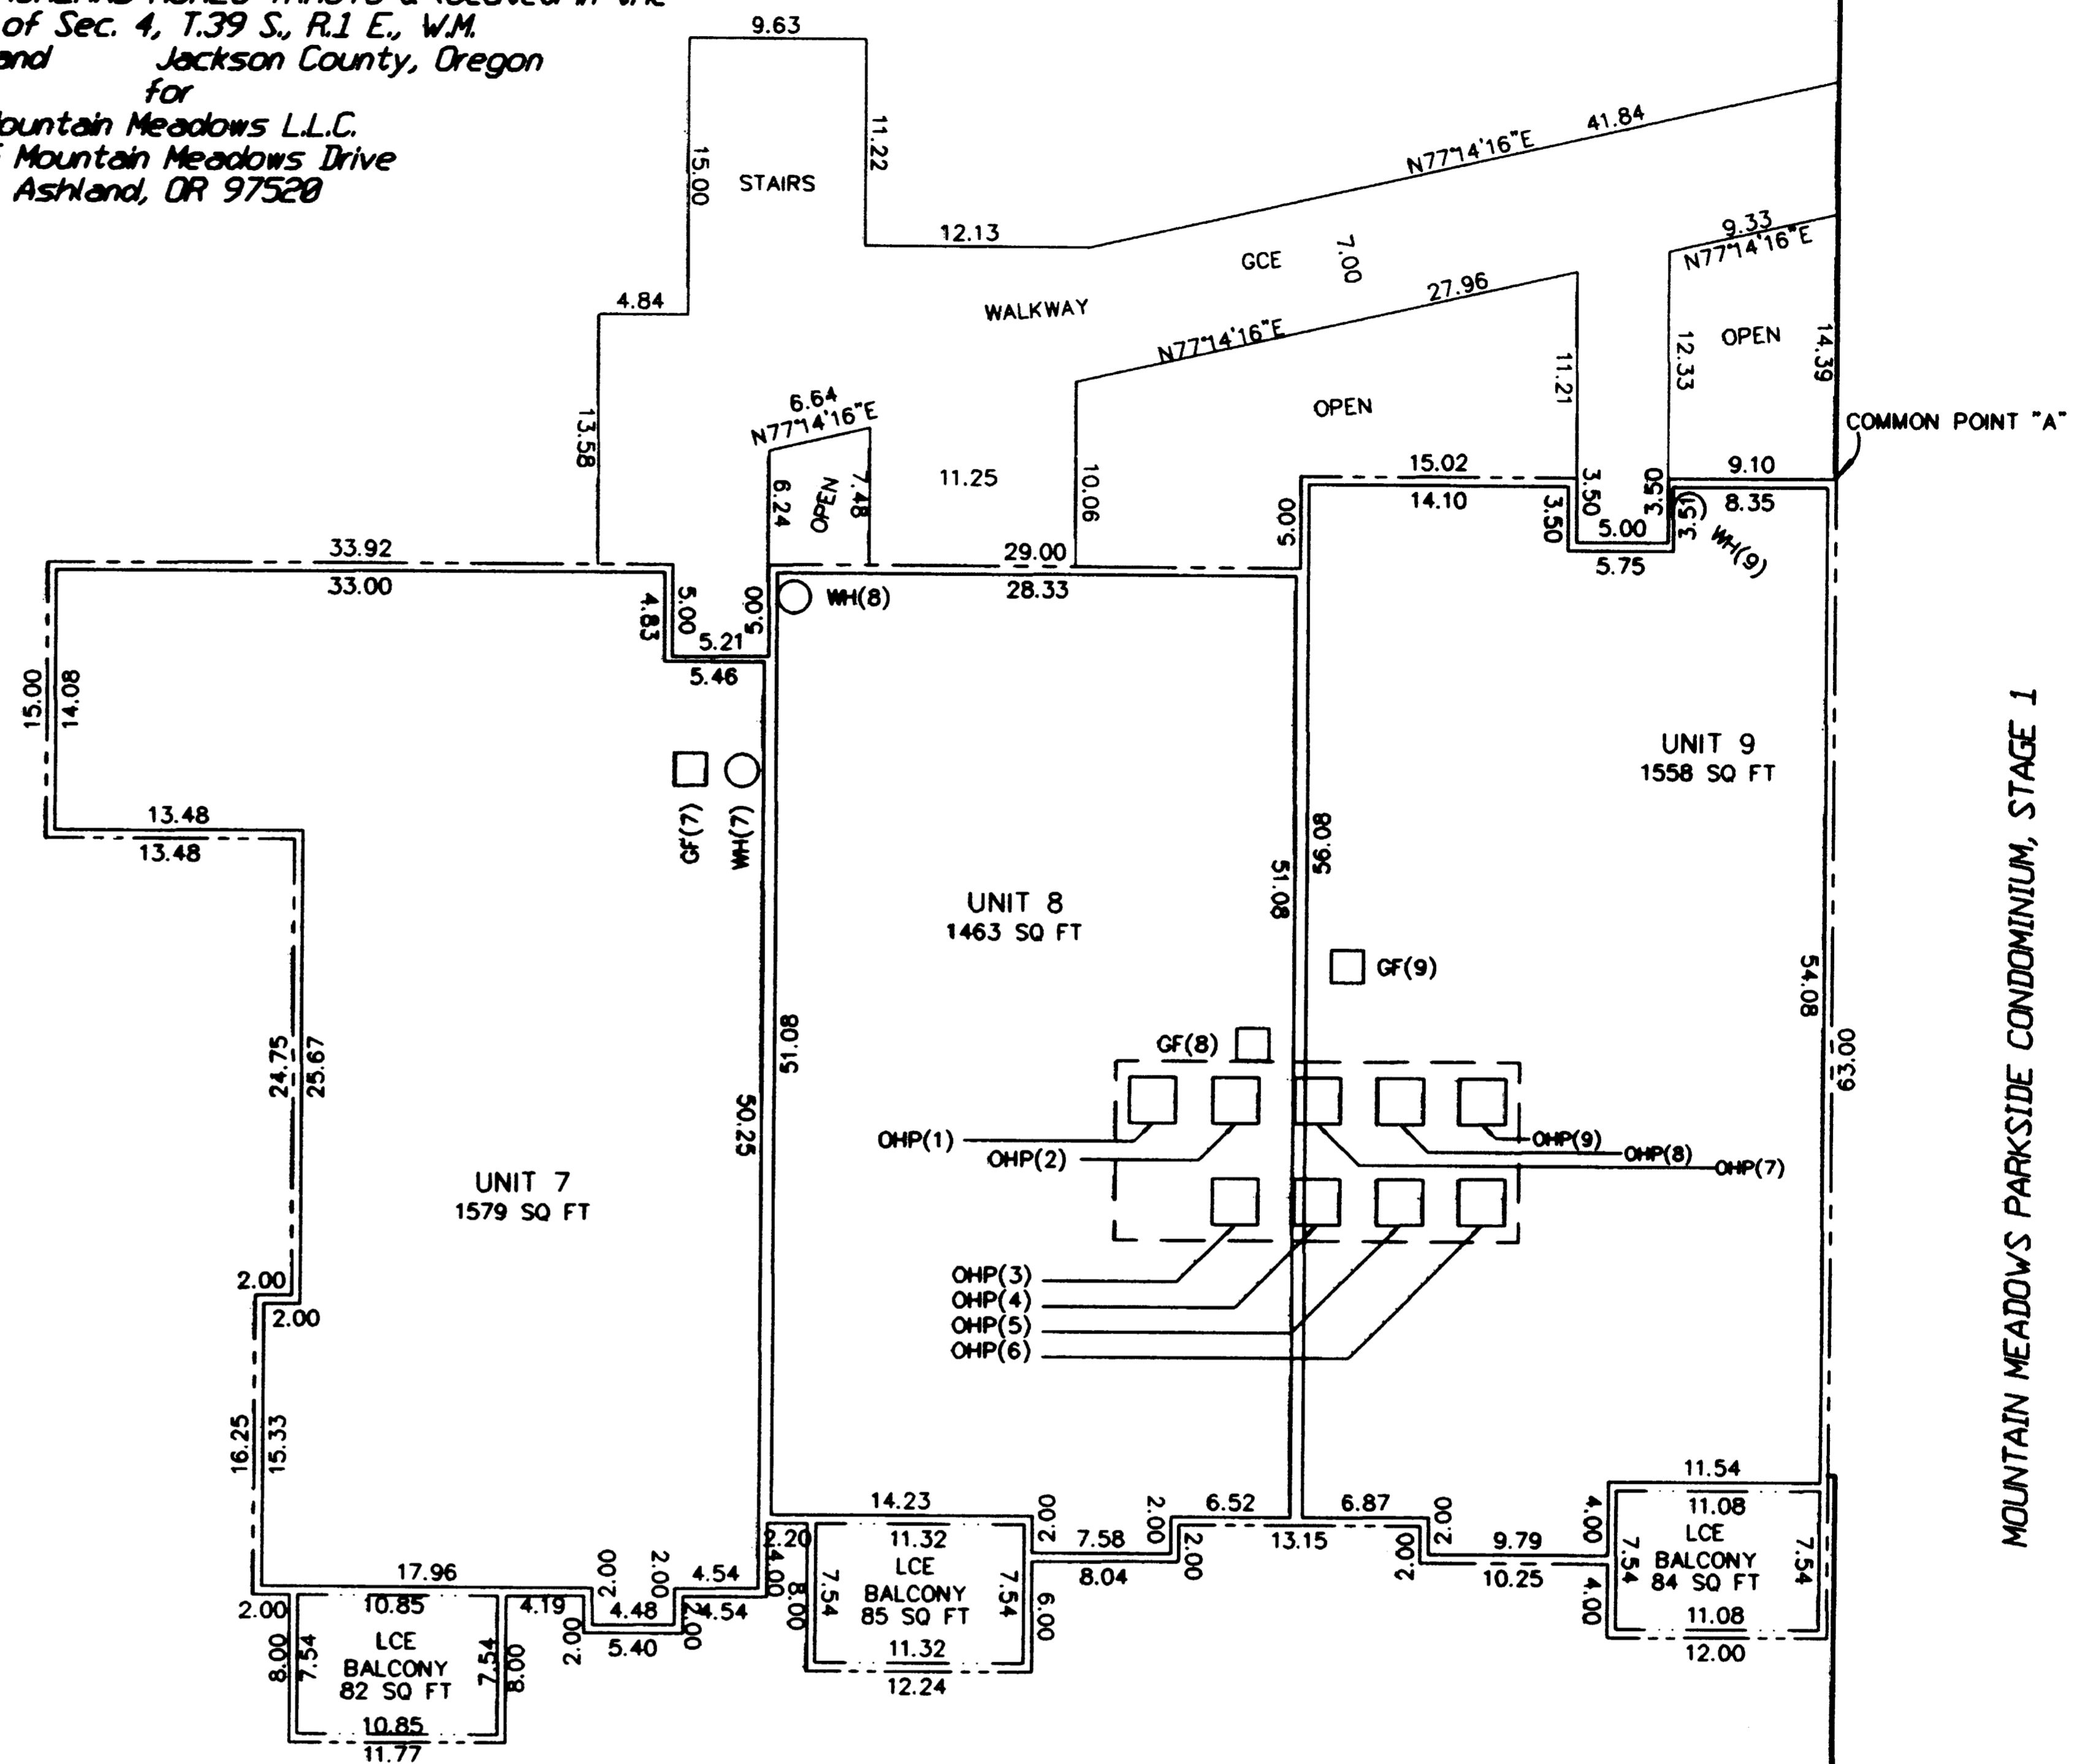 of Sec. 4, T.39 S., R.1 E., W.M.
Jackson County, Oregon
for
Mountain Meadows L.L.C.
Mountain Meadows Drive
Ashland, OR 97520
9.63
15.00
STAIRS
11.22
12.13
N77°14'16"E
41.84
4.84
GCE
7.00
WALKWAY
9.33
N77°14'16"E
27.96
N77°14'16"E
OPEN
12.33
14.39
11.21
OPEN
13.58
6.64
N77°14'16"E
6.24
OPEN
7.48
11.25
10.06
COMMON POINT "A"
15.02
14.10
9.10
8.35
5.00
3.50
3.50
3.50
3.51
5.00
5.75
WH(9)
33.92
33.00
29.00
28.33
4.83
5.00
5.00
5.21
5.46
WH(8)
15.00
14.08
GF(7)
WH(7)
UNIT 9
1558 SQ FT
13.48
13.48
56.08
51.08
UNIT 8
1463 SQ FT
GF(9)
54.08
63.00
24.75
25.67
51.08
50.25
GF(8)
OHP(1)
OHP(2)
OHP(9)
OHP(8)
OHP(7)
UNIT 7
1579 SQ FT
OHP(3)
OHP(4)
OHP(5)
OHP(6)
2.00
2.00
16.25
15.33
14.23
2.00
2.00
6.52
6.87
2.00
4.00
11.54
11.08
2.20
11.32
7.58
2.00
13.15
2.00
9.79
LCE
BALCONY
84 SQ FT
7.54
7.54
8.04
10.25
4.00
11.08
12.00
17.96
2.00
2.00
4.54
4.00
8.00
7.54
LCE
BALCONY
85 SQ FT
7.54
6.00
11.32
12.24
2.00
10.85
4.19
4.48
4.54
2.00
2.00
5.40
8.00
7.54
LCE
BALCONY
82 SQ FT
7.54
8.00
10.85
11.77
MOUNTAIN MEADOWS PARKSIDE CONDOMINIUM, STAGE 1